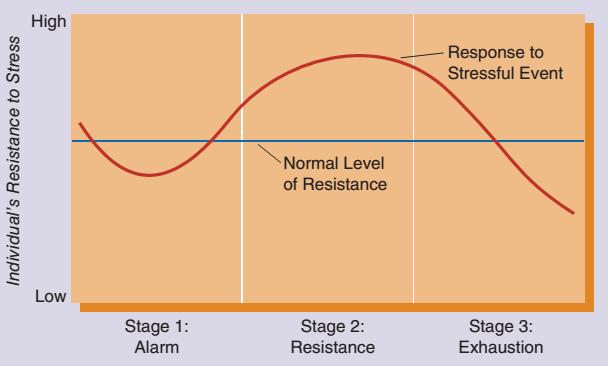 High
Individual's Resistance to Stress
Response to
Stressful Event
Normal Level
of Resistance
Low
Stage 1:
Alarm
Stage 2:
Resistance
Stage 3:
Exhaustion